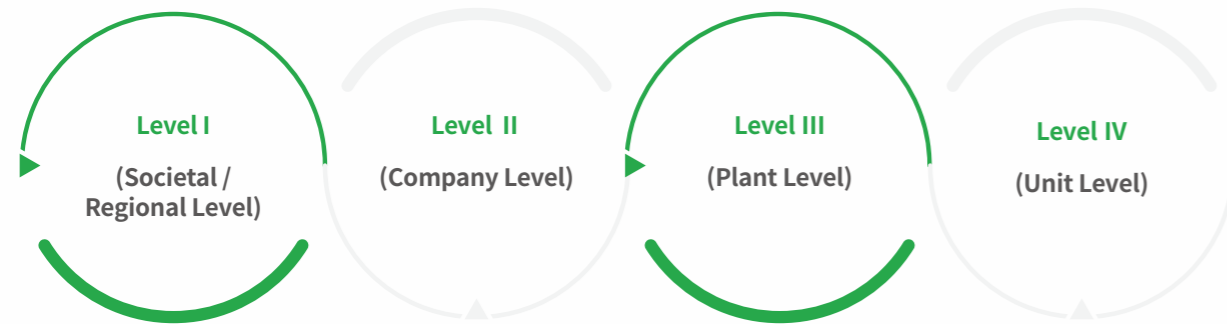 Level I
(Societal /
Regional Level)
Level II
(Company Level)
Level III
(Plant Level)
Level IV
(Unit Level)